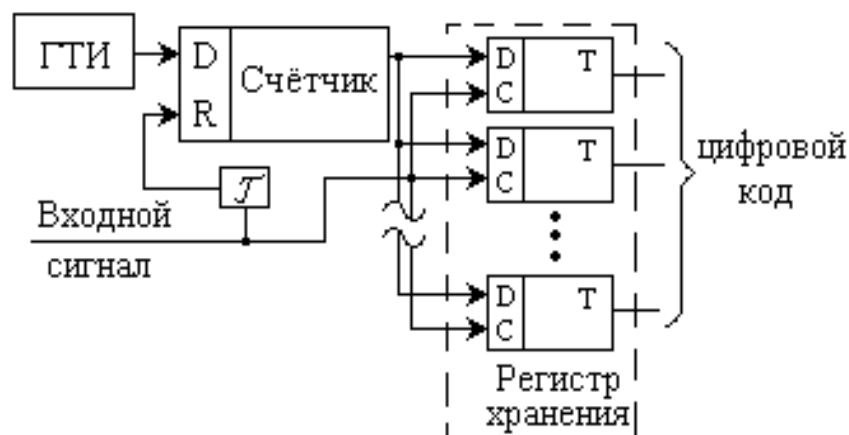 ГТИ
D
R
Счётчик
𝒯
Входной
сигнал
D
C
T
D
C
T
D
C
T
Регистр
хранения
цифровой
код